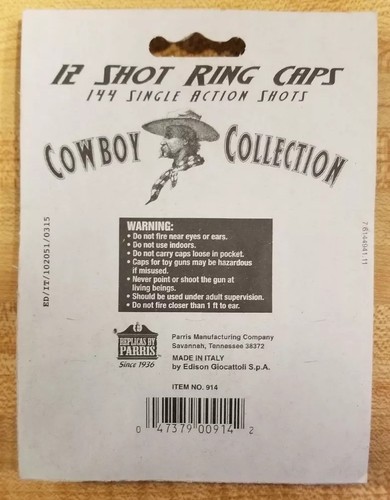 12 SHOT RING CAPS
144 SINGLE ACTION SHOTS
COWBOY COLLECTION
WARNING:
• Do not fire near eyes or ears.
• Do not use indoors.
• Do not carry caps loose in pocket.
• Caps for toy guns may be hazardous
if misused.
• Never point or shoot the gun at
living beings.
• Should be used under adult supervision.
• Do not fire closer than 1 ft to ear.
ED/IT/102051/0315
REPLICAS BY
PARRIS
Since 1936
Parris Manufacturing Company
Savannah, Tennessee 38372
MADE IN ITALY
by Edison Giocattoli S.p.A.
ITEM NO. 914
0 47379 00914 2